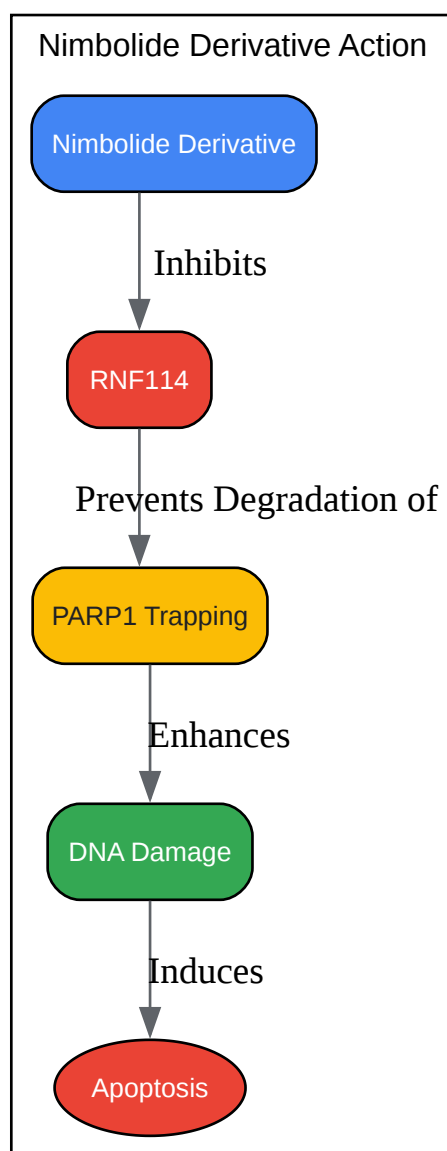 Nimbolide Derivative Action
Nimbolide Derivative
Inhibits
RNF114
Prevents Degradation of
PARP1 Trapping
Enhances
DNA Damage
Induces
Apoptosis